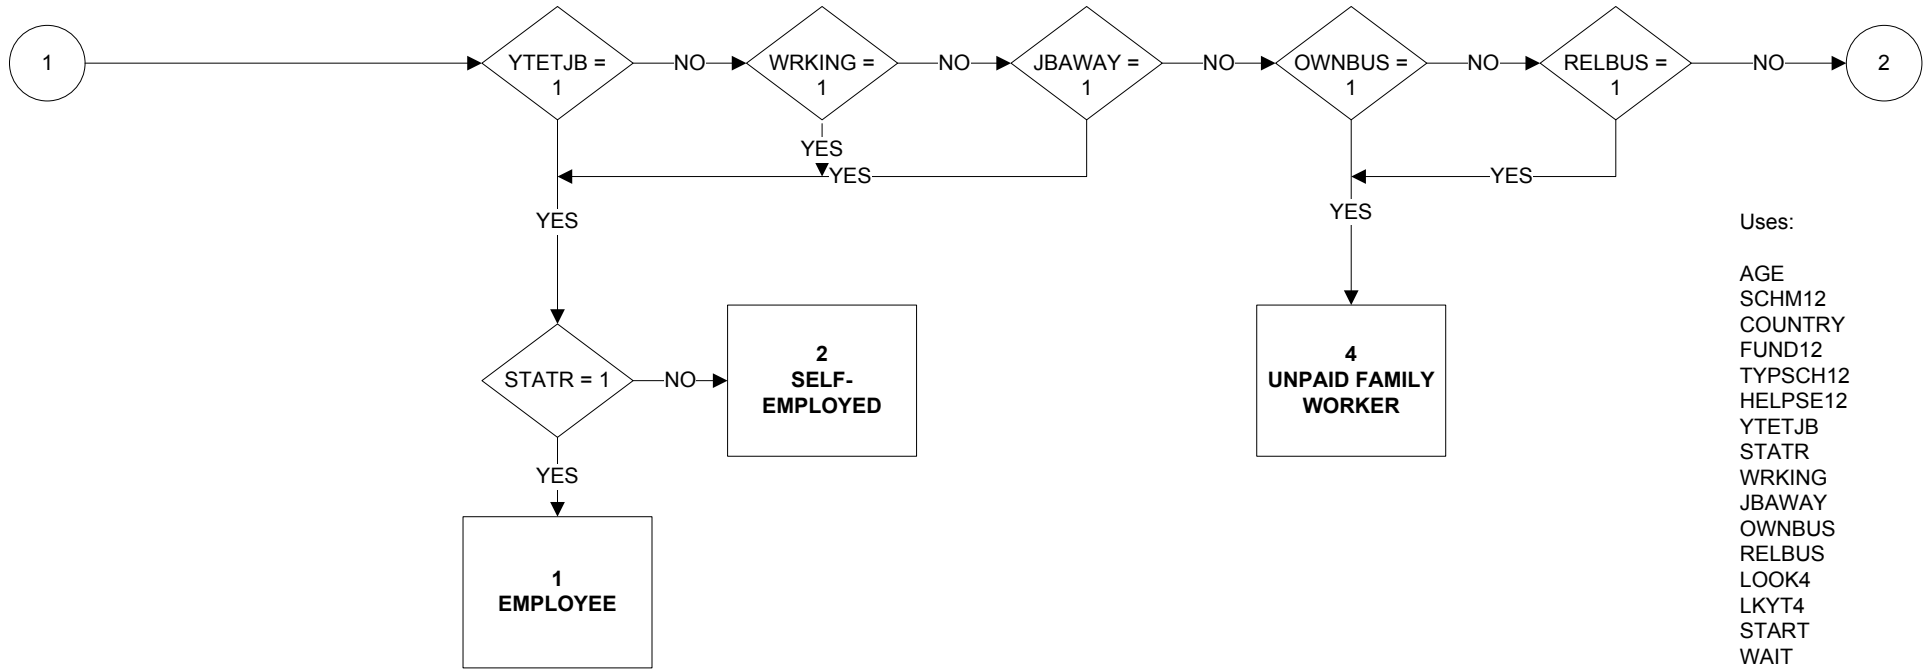 1
YTETJB =
1
NO
WRKING =
1
NO
JBAWAY =
1
NO
OWNBUS =
1
NO
RELBUS =
1
NO
2
YES
YES
YES
YES
YES
STATR = 1
NO
2
SELF-
EMPLOYED
4
UNPAID FAMILY
WORKER
YES
1
EMPLOYEE
Uses:
AGE
SCHM12
COUNTRY
FUND12
TYPSCH12
HELPSE12
YTETJB
STATR
WRKING
JBAWAY
OWNBUS
RELBUS
LOOK4
LKYT4
START
WAIT